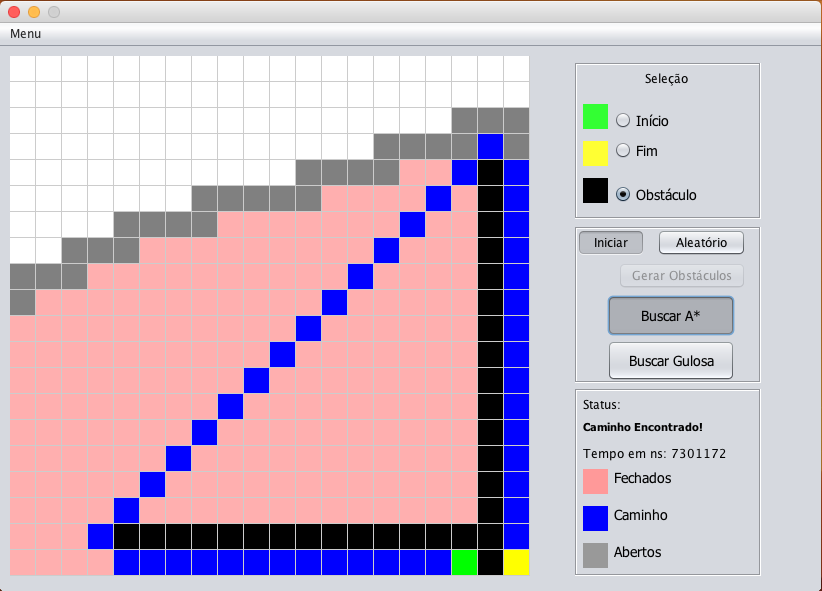 Menu
Seleção
Início
Fim
Obstáculo
Iniciar
Aleatório
Gerar Obstáculos
Buscar A*
Buscar Gulosa
Status:
Caminho Encontrado!
Tempo em ns: 7301172
Fechados
Caminho
Abertos